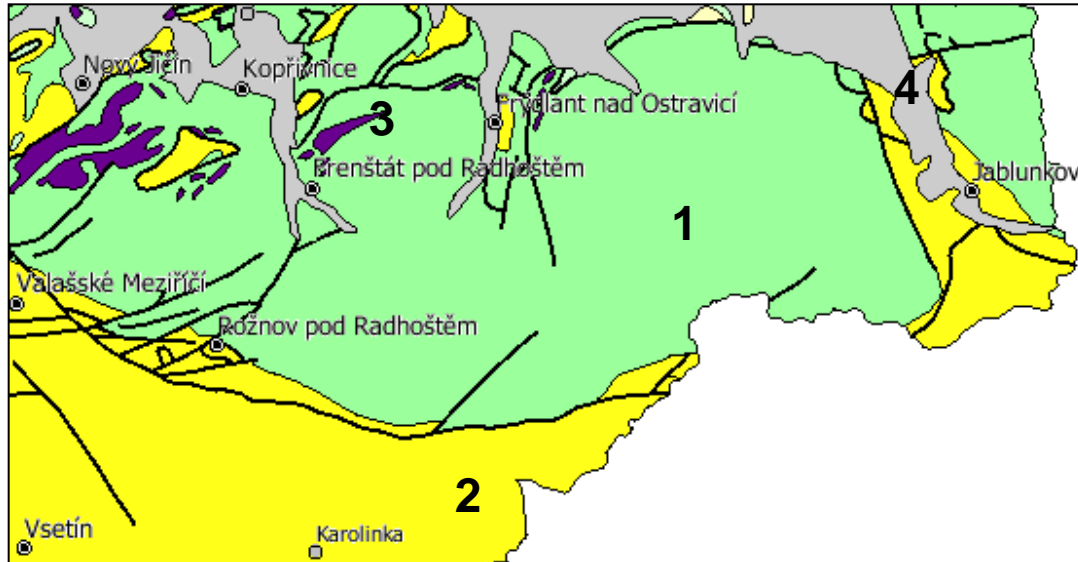 4
Nový Jičín
Kopřivnice
3
Frýdlant nad Ostravicí
Frenštát pod Radhoštěm
Jablunkov
1
Valašské Meziříčí
Rožnov pod Radhoštěm
2
Vsetín
Karolinka